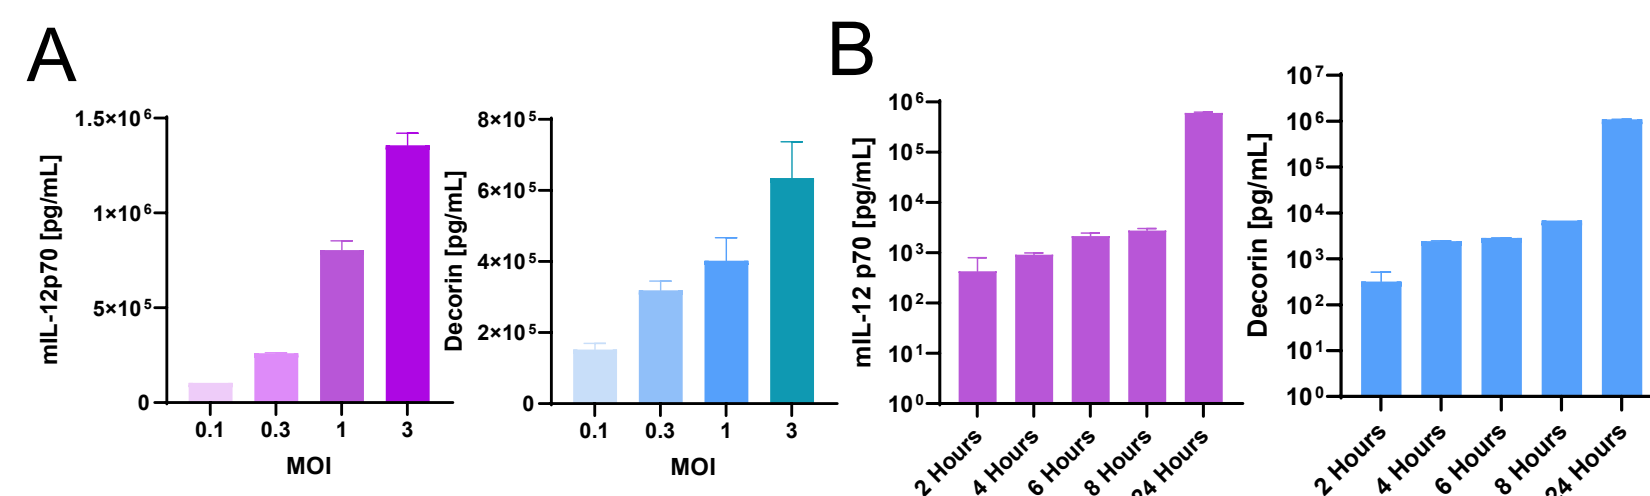 A
B
mIL-12p70 [pg/mL]
1.5×10⁶
1×10⁶
5×10⁵
0
0.1 0.3 1 3
MOI
Decorin [pg/mL]
8×10⁵
6×10⁵
4×10⁵
2×10⁵
0
0.1 0.3 1 3
MOI
mIL-12 p70 [pg/mL]
10⁶
10⁵
10⁴
10³
10²
10¹
10⁰
2 Hours
4 Hours
6 Hours
8 Hours
24 Hours
Decorin [pg/mL]
10⁷
10⁶
10⁵
10⁴
10³
10²
10¹
10⁰
2 Hours
4 Hours
6 Hours
8 Hours
24 Hours